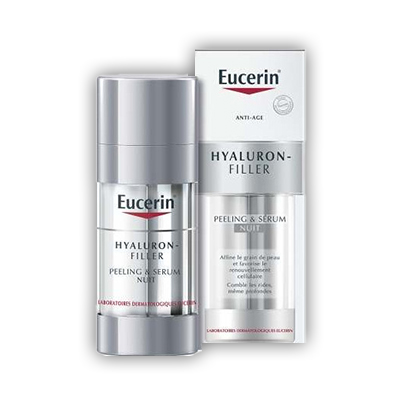 Eucerin®
ANTI-AGE
HYALURON-
FILLER
PEELING & SÉRUM
NUIT
Affine le grain de peau
et favorise le
renouvellement
cellulaire
Comble les rides,
même profondes
LABORATOIRES DERMATOLOGIQUES EUCERIN
Eucerin
HYALURON-
FILLER
PEELING & SERUM
NUIT
LABORATOIRES DERMATOLOGIQUES EUCERIN